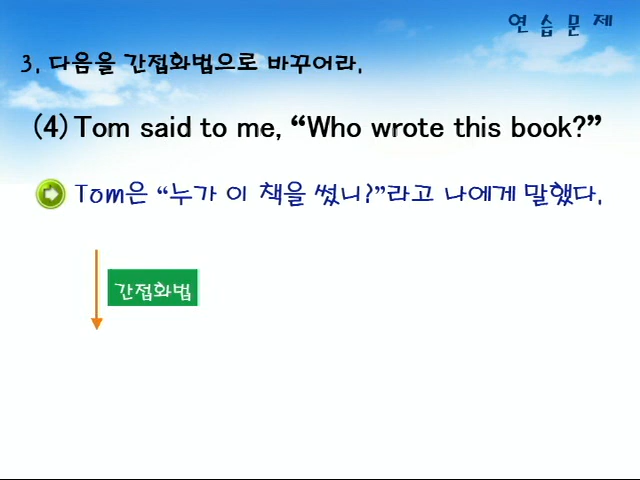 연습문제
3. 다음을 간접화법으로 바꾸어라.
(4) Tom said to me, “Who wrote this book?”
Tom은 “누가 이 책을 썼니?”라고 나에게 말했다.
간접화법